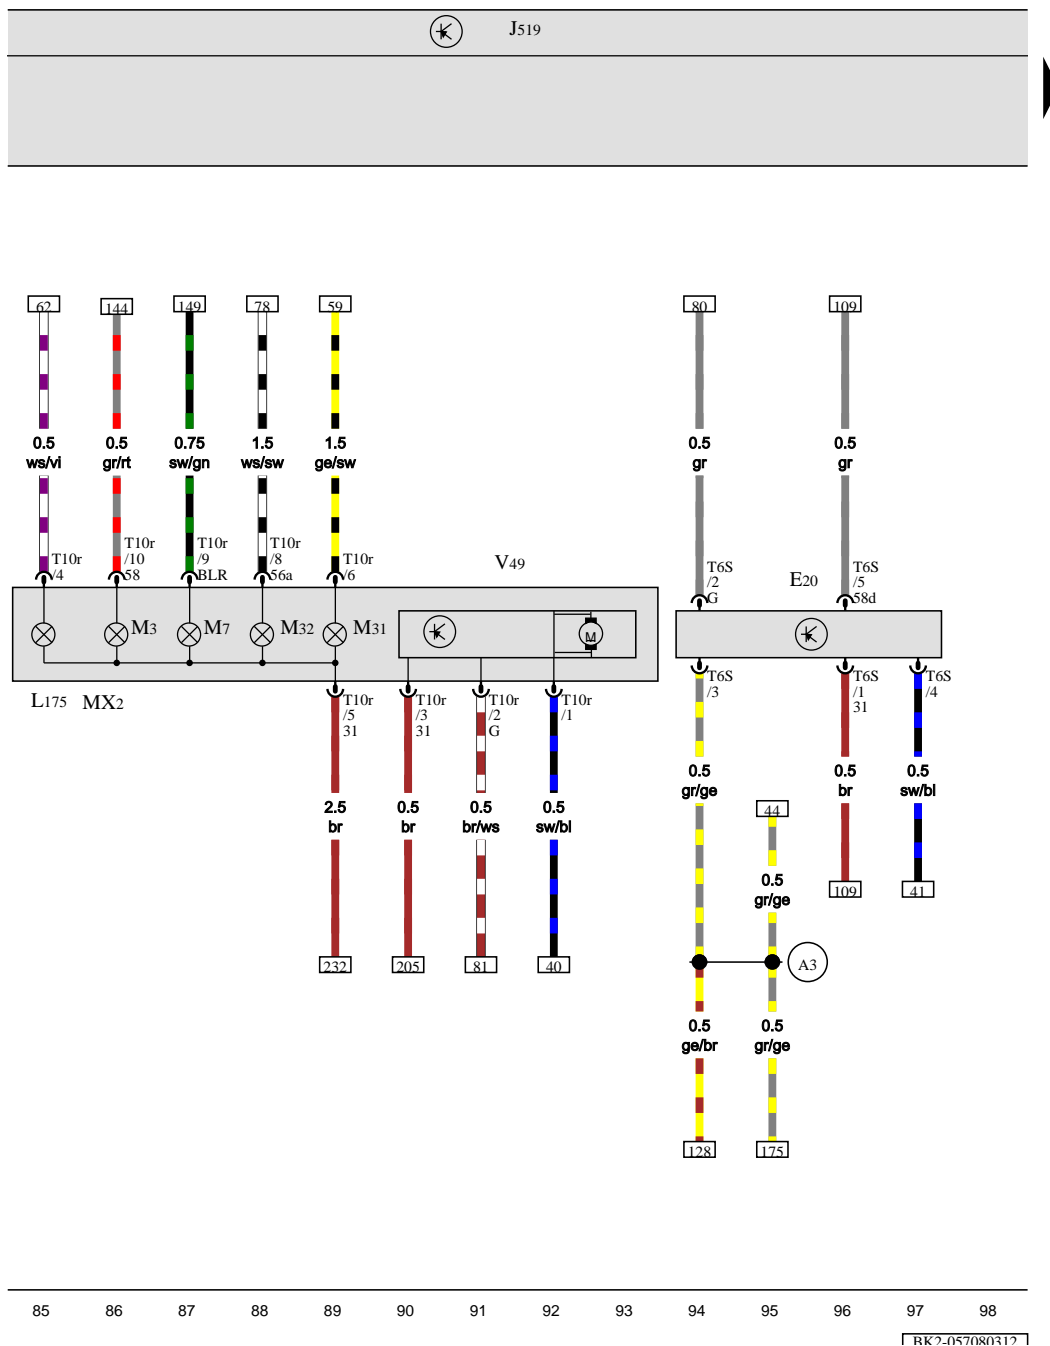 J519
62
144
149
78
59
80
109
0.5
ws/vi
0.5
gr/rt
0.75
sw/gn
1.5
ws/sw
1.5
ge/sw
0.5
gr
0.5
gr
T10r
/4
T10r
/10
58
T10r
/9
BLR
T10r
/8
56a
T10r
/6
V49
T6S
/2
G
E20
T6S
/5
58d
M3
M7
M32
M31
M
L175
MX2
T10r
/5
31
T10r
/3
31
T10r
/2
G
T10r
/1
T6S
/3
T6S
/1
31
T6S
/4
2.5
br
0.5
br
0.5
br/ws
0.5
sw/bl
0.5
gr/ge
0.5
br
0.5
sw/bl
44
0.5
gr/ge
109
41
232
205
81
40
A3
0.5
ge/br
0.5
gr/ge
128
175
85 86 87 88 89 90 91 92 93 94 95 96 97 98
BK2-057080312